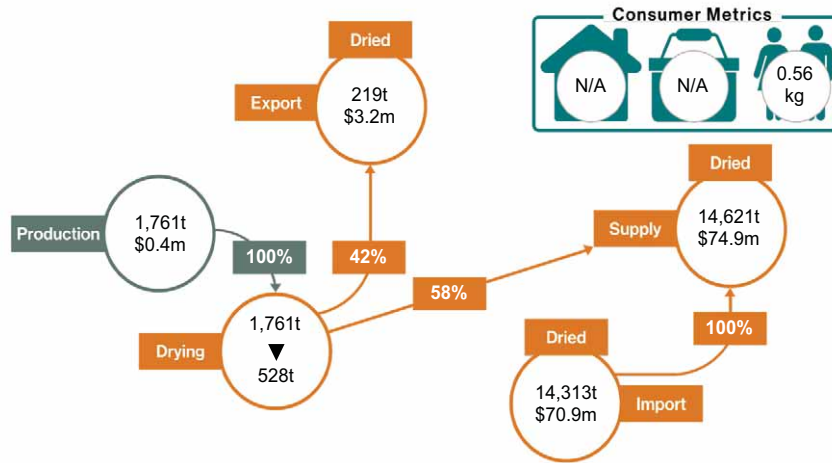 Consumer Metrics
N/A
N/A
0.56
kg
Dried
Export
219t
$3.2m
Dried
Production
1,761t
$0.4m
Supply
14,621t
$74.9m
100%
42%
58%
1,761t
Drying
▼
528t
100%
Dried
14,313t
$70.9m
Import